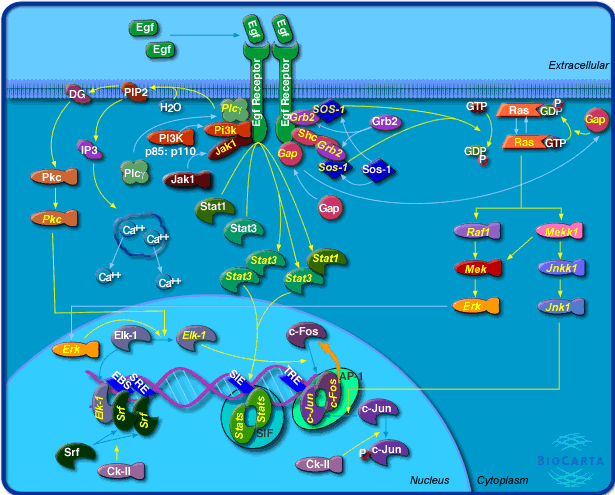 Egf
Egf
Egf
Egf
Extracellular
Egf Receptor
Egf Receptor
DG
PIP2
H2O
Plcγ
SOS-1
Grb2
Grb2
GTP
Ras
GDP
P
Gap
PI3K
p85: p110
Pi3k
Jak1
Shc
Grb2
Ras
GTP
IP3
Plcγ
Gap
Sos-1
Sos-1
GDP
P
Pkc
Jak1
Pkc
Stat1
Gap
Stat3
Ca++
Ca++
Raf1
Mekk1
Stat3
Stat3
Stat1
Mek
Jnkk1
Ca++
Ca++
Erk
Jnk1
Elk-1
Elk-1
c-Fos
Erk
EBS
SRE
SIE
TRE
AP-1
Elk-1
Srf
Srf
Stats
Stats
SIF
c-Jun
c-Fos
c-Jun
Srf
Ck-II
Ck-II
P
c-Jun
Nucleus
Cytoplasm
BIOCARTA